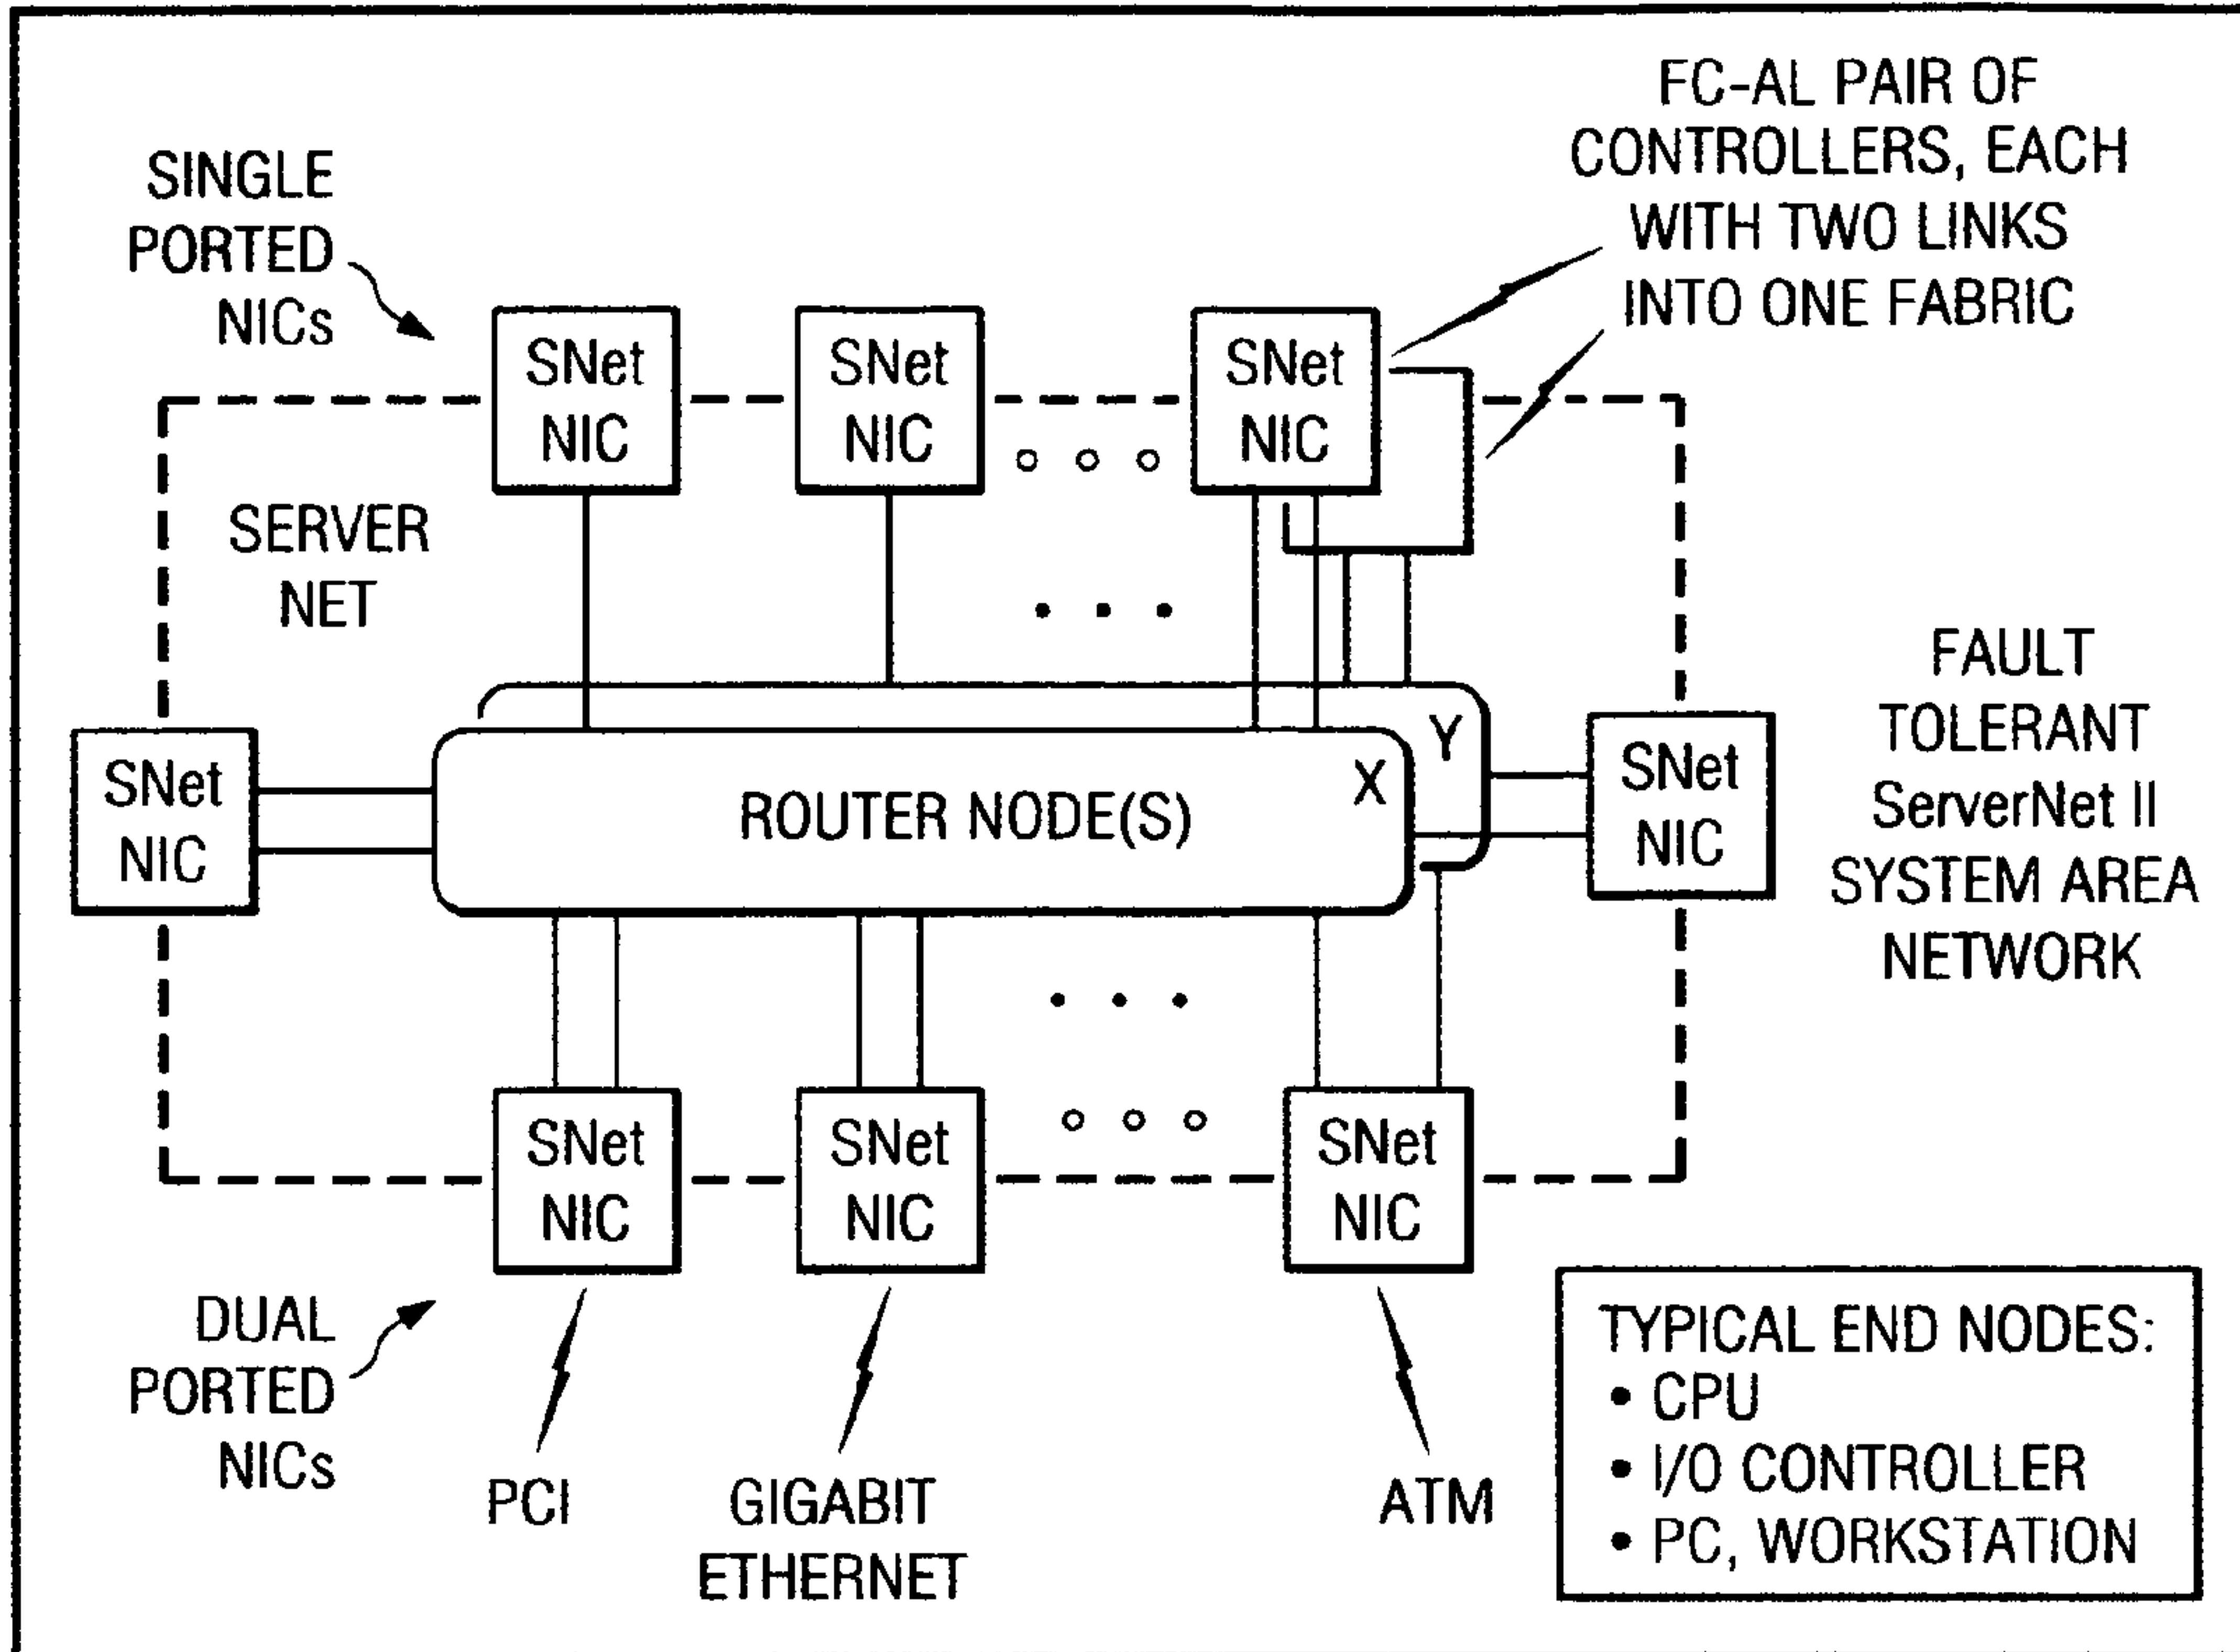 FC-AL PAIR OF
CONTROLLERS, EACH
WITH TWO LINKS
INTO ONE FABRIC
SINGLE
PORTED
NICs
SNet
NIC
SNet
NIC
SNet
NIC
SERVER
NET
FAULT
TOLERANT
ServerNet II
SYSTEM AREA
NETWORK
SNet
NIC
ROUTER NODE(S)
X
Y
SNet
NIC
SNet
NIC
SNet
NIC
SNet
NIC
DUAL
PORTED
NICs
PCI
GIGABIT
ETHERNET
ATM
TYPICAL END NODES:
• CPU
• I/O CONTROLLER
• PC, WORKSTATION